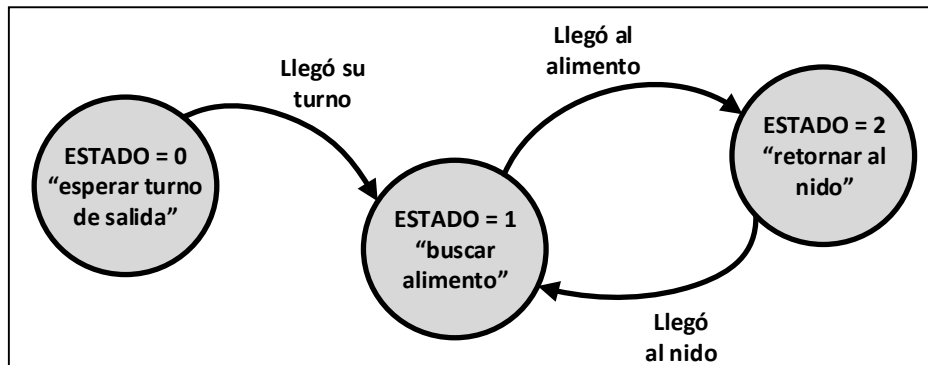 Llegó su
turno
Llegó al
alimento
ESTADO = 0
“esperar turno
de salida”
ESTADO = 1
“buscar
alimento”
ESTADO = 2
“retornar al
nido”
Llegó
al nido